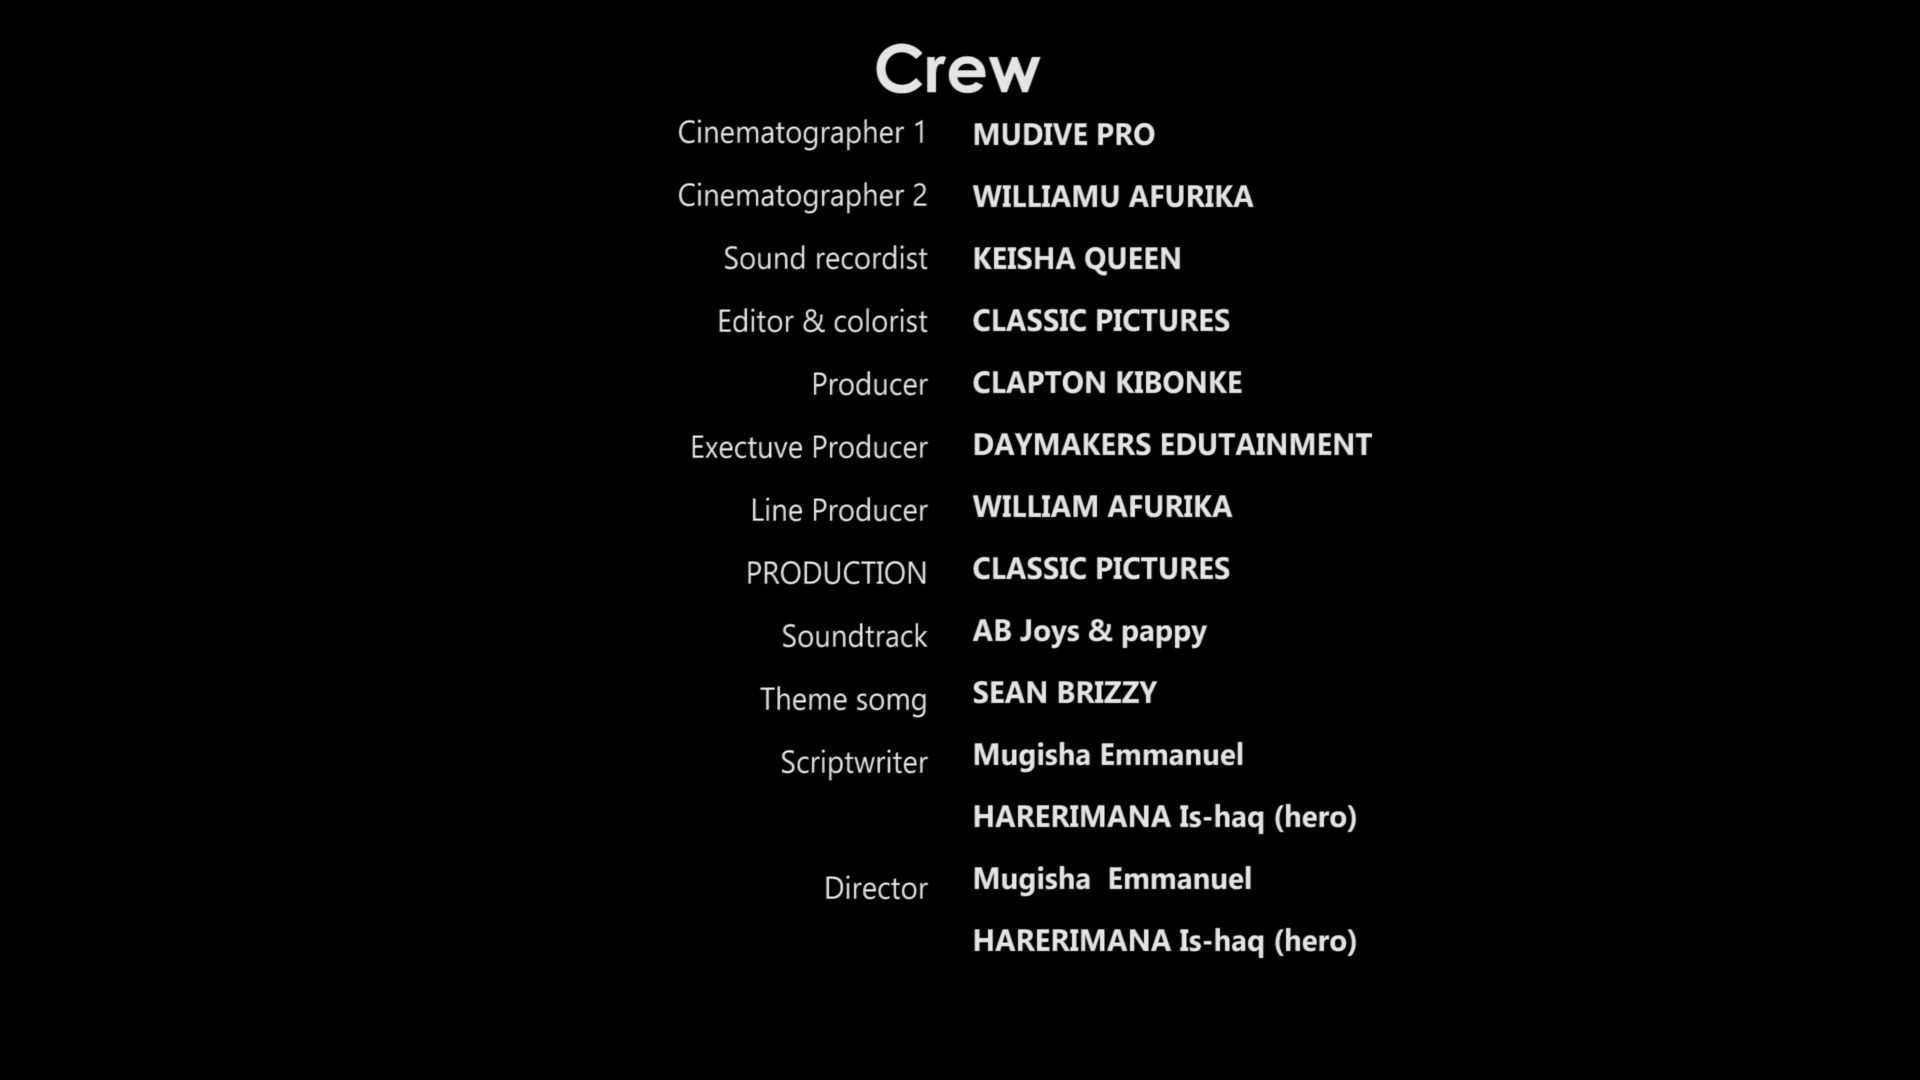 Crew
Cinematographer 1 MUDIVE PRO
Cinematographer 2 WILLIAMU AFURIKA
Sound recordist KEISHA QUEEN
Editor & colorist CLASSIC PICTURES
Producer CLAPTON KIBONKE
Exectuve Producer DAYMAKERS EDUTAINMENT
Line Producer WILLIAM AFURIKA
PRODUCTION CLASSIC PICTURES
Soundtrack AB Joys & pappy
Theme somg SEAN BRIZZY
Scriptwriter Mugisha Emmanuel
HARERIMANA Is-haq (hero)
Director Mugisha  Emmanuel
HARERIMANA Is-haq (hero)